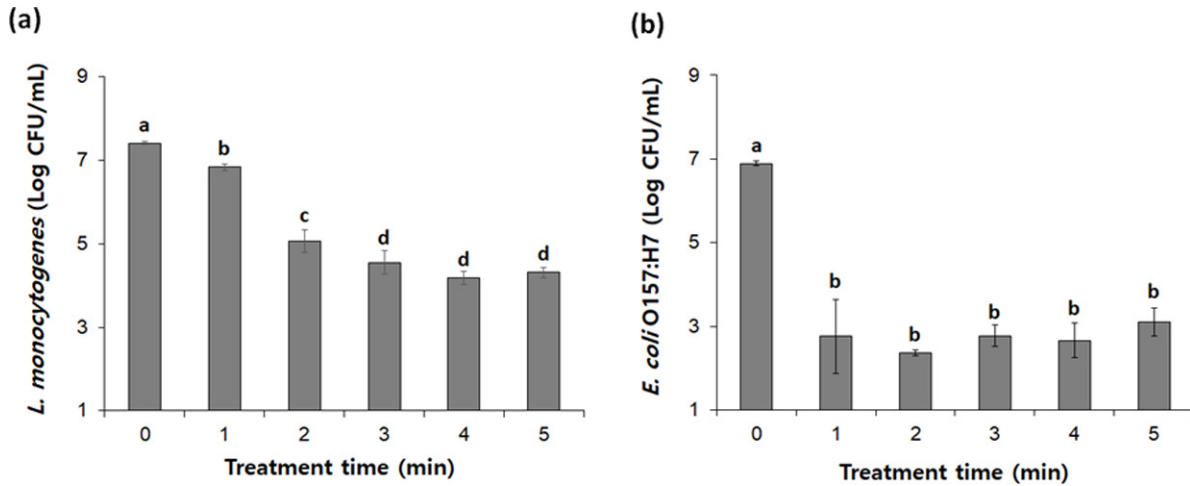 (a)
L. monocytogenes (Log CFU/mL)
9
7
5
3
1
a
b
c
d
d
d
0 1 2 3 4 5
Treatment time (min)
(b)
E. coli O157:H7 (Log CFU/mL)
9
7
5
3
1
a
b
b
b
b
b
0 1 2 3 4 5
Treatment time (min)